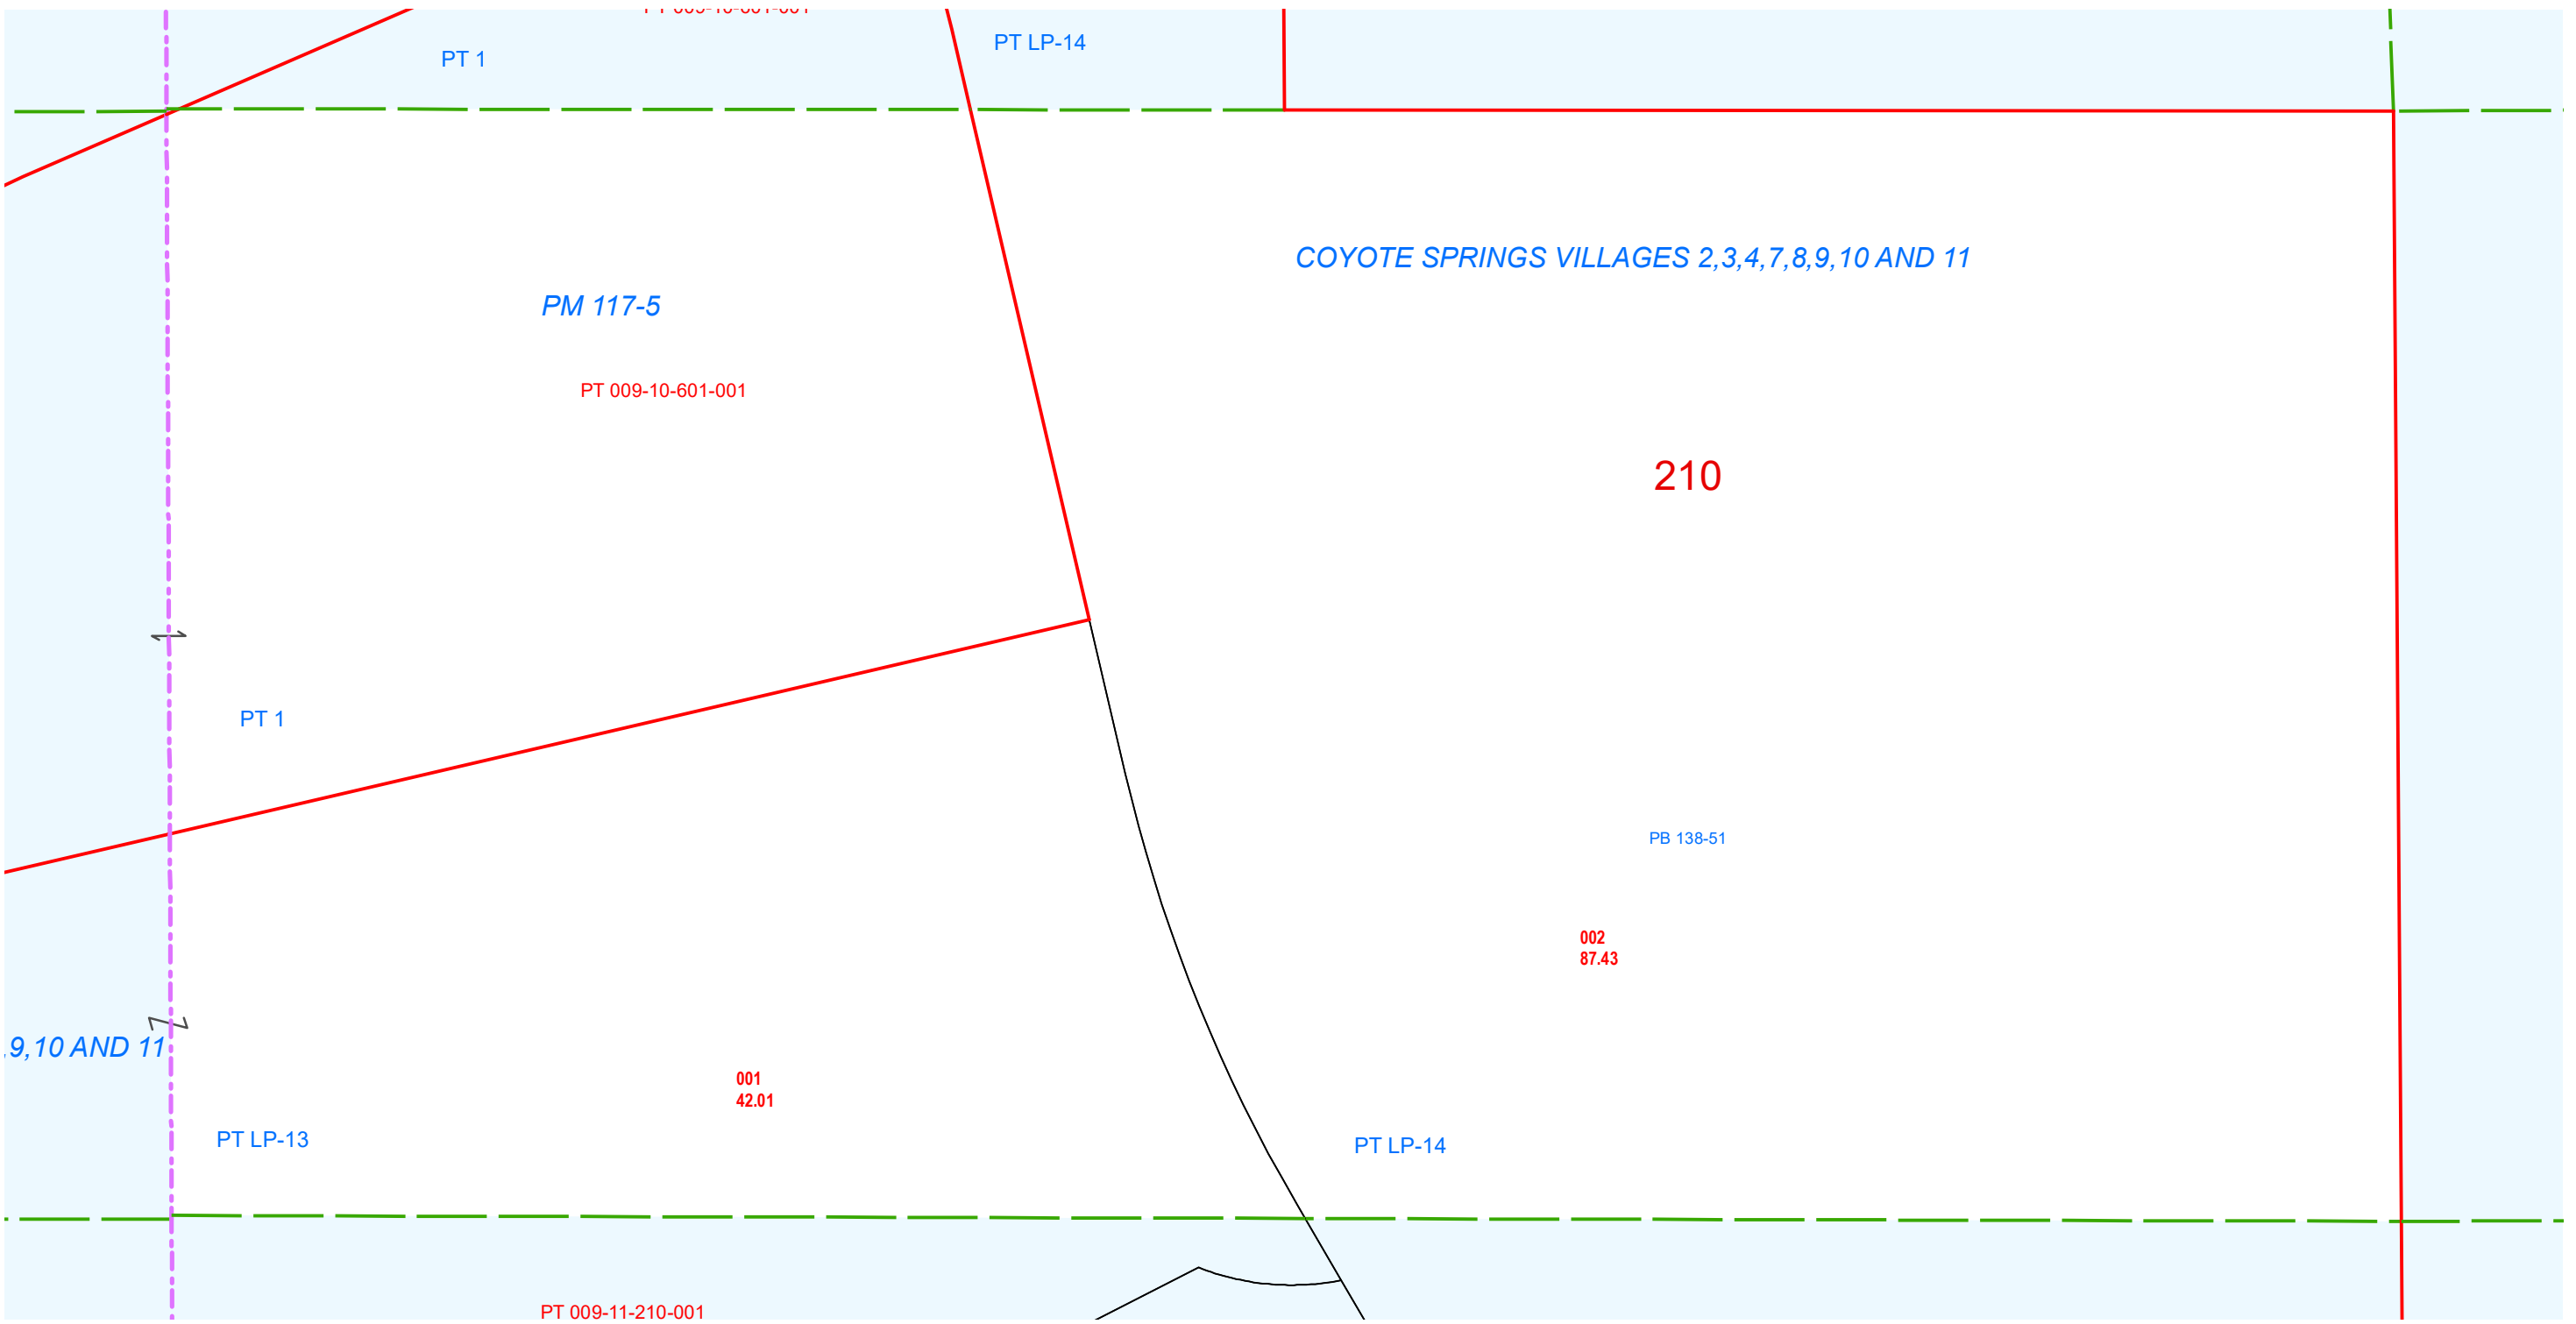 PT LP-14
PT 1
COYOTE SPRINGS VILLAGES 2,3,4,7,8,9,10 AND 11
PM 117-5
PT 009-10-601-001
210
PT 1
PB 138-51
002
87.43
,9,10 AND 11
001
42.01
PT LP-13
PT LP-14
PT 009-11-210-001